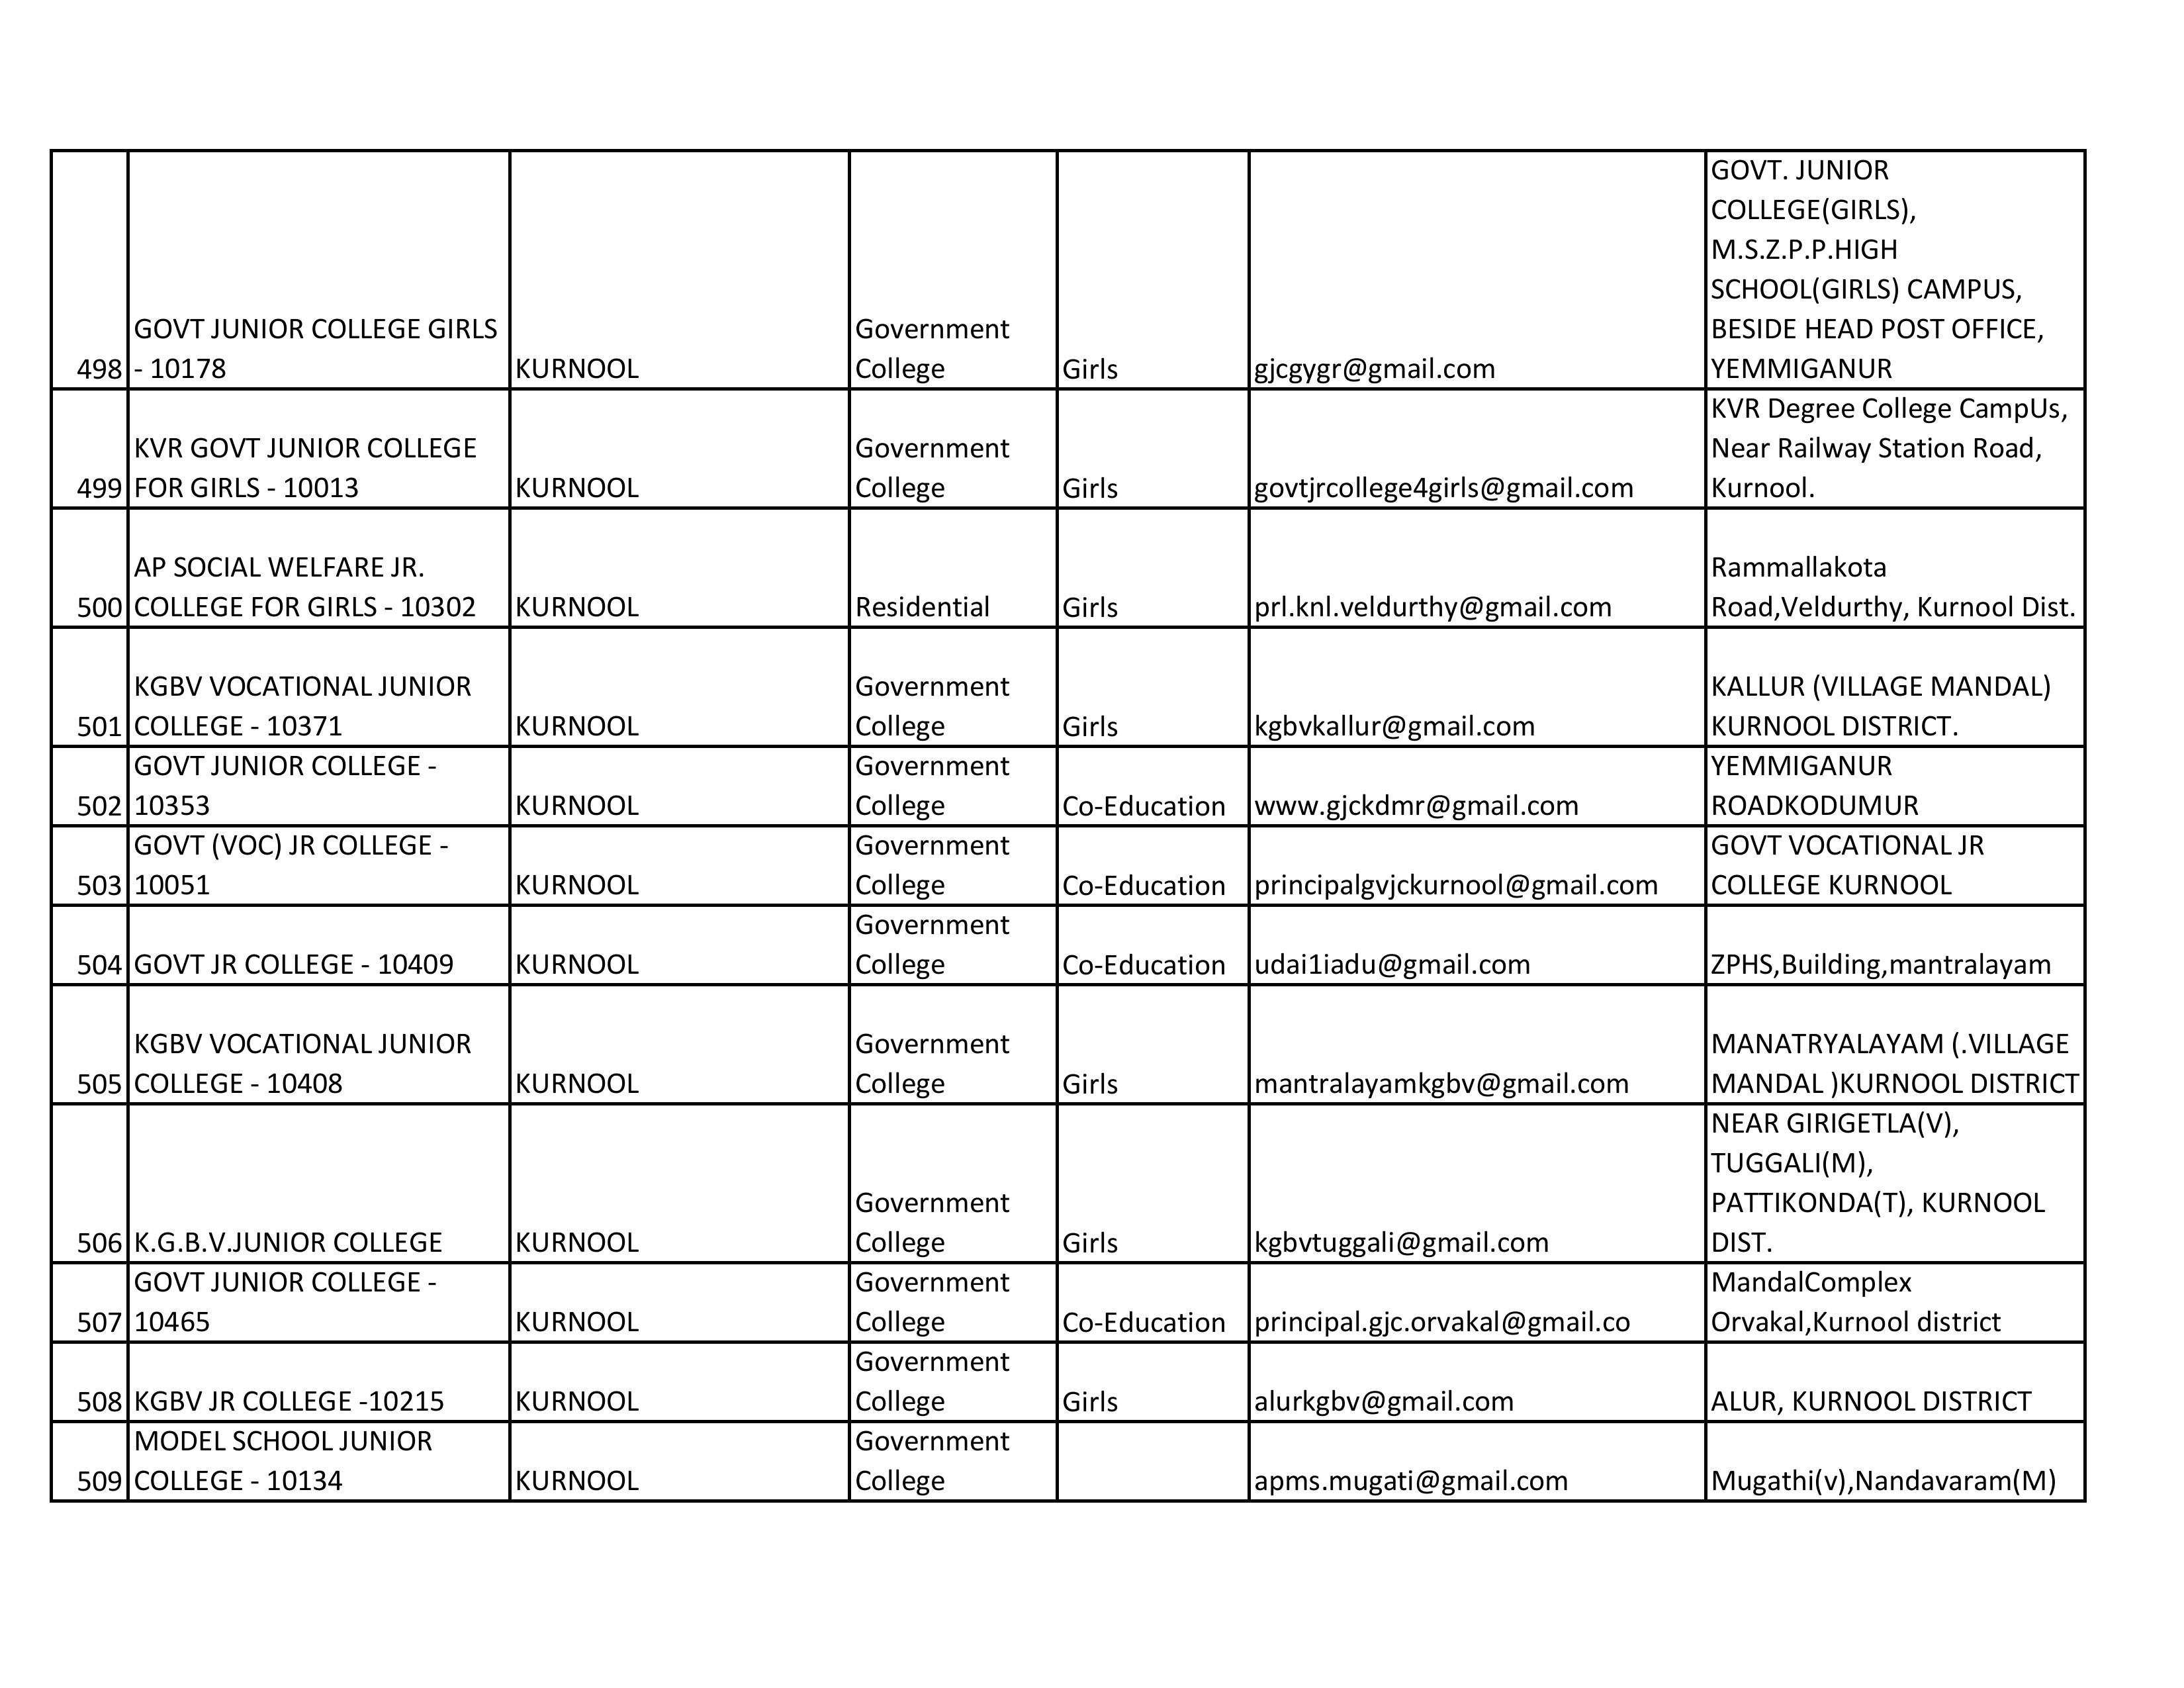 498 GOVT JUNIOR COLLEGE GIRLS
- 10178 KURNOOL Government
College Girls gjcgygr@gmail.com GOVT. JUNIOR
COLLEGE(GIRLS),
M.S.Z.P.P.HIGH
SCHOOL(GIRLS) CAMPUS,
BESIDE HEAD POST OFFICE,
YEMMIGANUR
499 KVR GOVT JUNIOR COLLEGE
FOR GIRLS - 10013 KURNOOL Government
College Girls govtjrcollege4girls@gmail.com KVR Degree College CampUs,
Near Railway Station Road,
Kurnool.
500 AP SOCIAL WELFARE JR.
COLLEGE FOR GIRLS - 10302 KURNOOL Residential Girls prl.knl.veldurthy@gmail.com Rammallakota
Road,Veldurthy, Kurnool Dist.
501 KGBV VOCATIONAL JUNIOR
COLLEGE - 10371 KURNOOL Government
College Girls kgbvkallur@gmail.com KALLUR (VILLAGE MANDAL)
KURNOOL DISTRICT.
502 GOVT JUNIOR COLLEGE -
10353 KURNOOL Government
College Co-Education www.gjckdmr@gmail.com YEMMIGANUR
ROADKODUMUR
503 GOVT (VOC) JR COLLEGE -
10051 KURNOOL Government
College Co-Education principalgvjckurnool@gmail.com GOVT VOCATIONAL JR
COLLEGE KURNOOL
504 GOVT JR COLLEGE - 10409 KURNOOL Government
College Co-Education udai1iadu@gmail.com ZPHS,Building,mantralayam
505 KGBV VOCATIONAL JUNIOR
COLLEGE - 10408 KURNOOL Government
College Girls mantralayamkgbv@gmail.com MANATRYALAYAM (.VILLAGE
MANDAL )KURNOOL DISTRICT
506 K.G.B.V.JUNIOR COLLEGE KURNOOL Government
College Girls kgbvtuggali@gmail.com NEAR GIRIGETLA(V),
TUGGALI(M),
PATTIKONDA(T), KURNOOL
DIST.
507 GOVT JUNIOR COLLEGE -
10465 KURNOOL Government
College Co-Education principal.gjc.orvakal@gmail.co MandalComplex
Orvakal,Kurnool district
508 KGBV JR COLLEGE -10215 KURNOOL Government
College Girls alurkgbv@gmail.com ALUR, KURNOOL DISTRICT
509 MODEL SCHOOL JUNIOR
COLLEGE - 10134 KURNOOL Government
College apms.mugati@gmail.com Mugathi(v),Nandavaram(M)